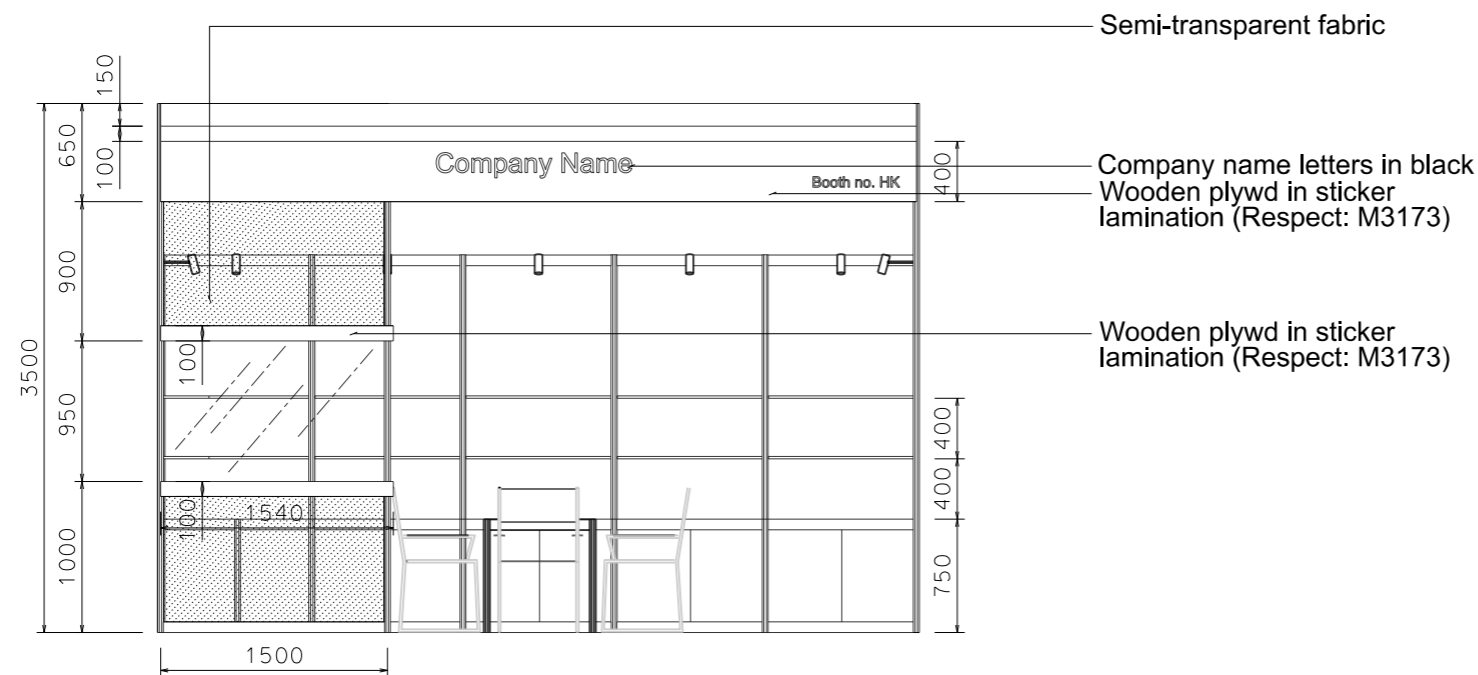 Semi-transparent fabric
150
650
100
Company Name
Booth no. HK
400
Company name letters in black
Wooden plywd in sticker
lamination (Respect: M3173)
900
3500
100
Wooden plywd in sticker
lamination (Respect: M3173)
950
400
400
100
1540
1000
750
1500